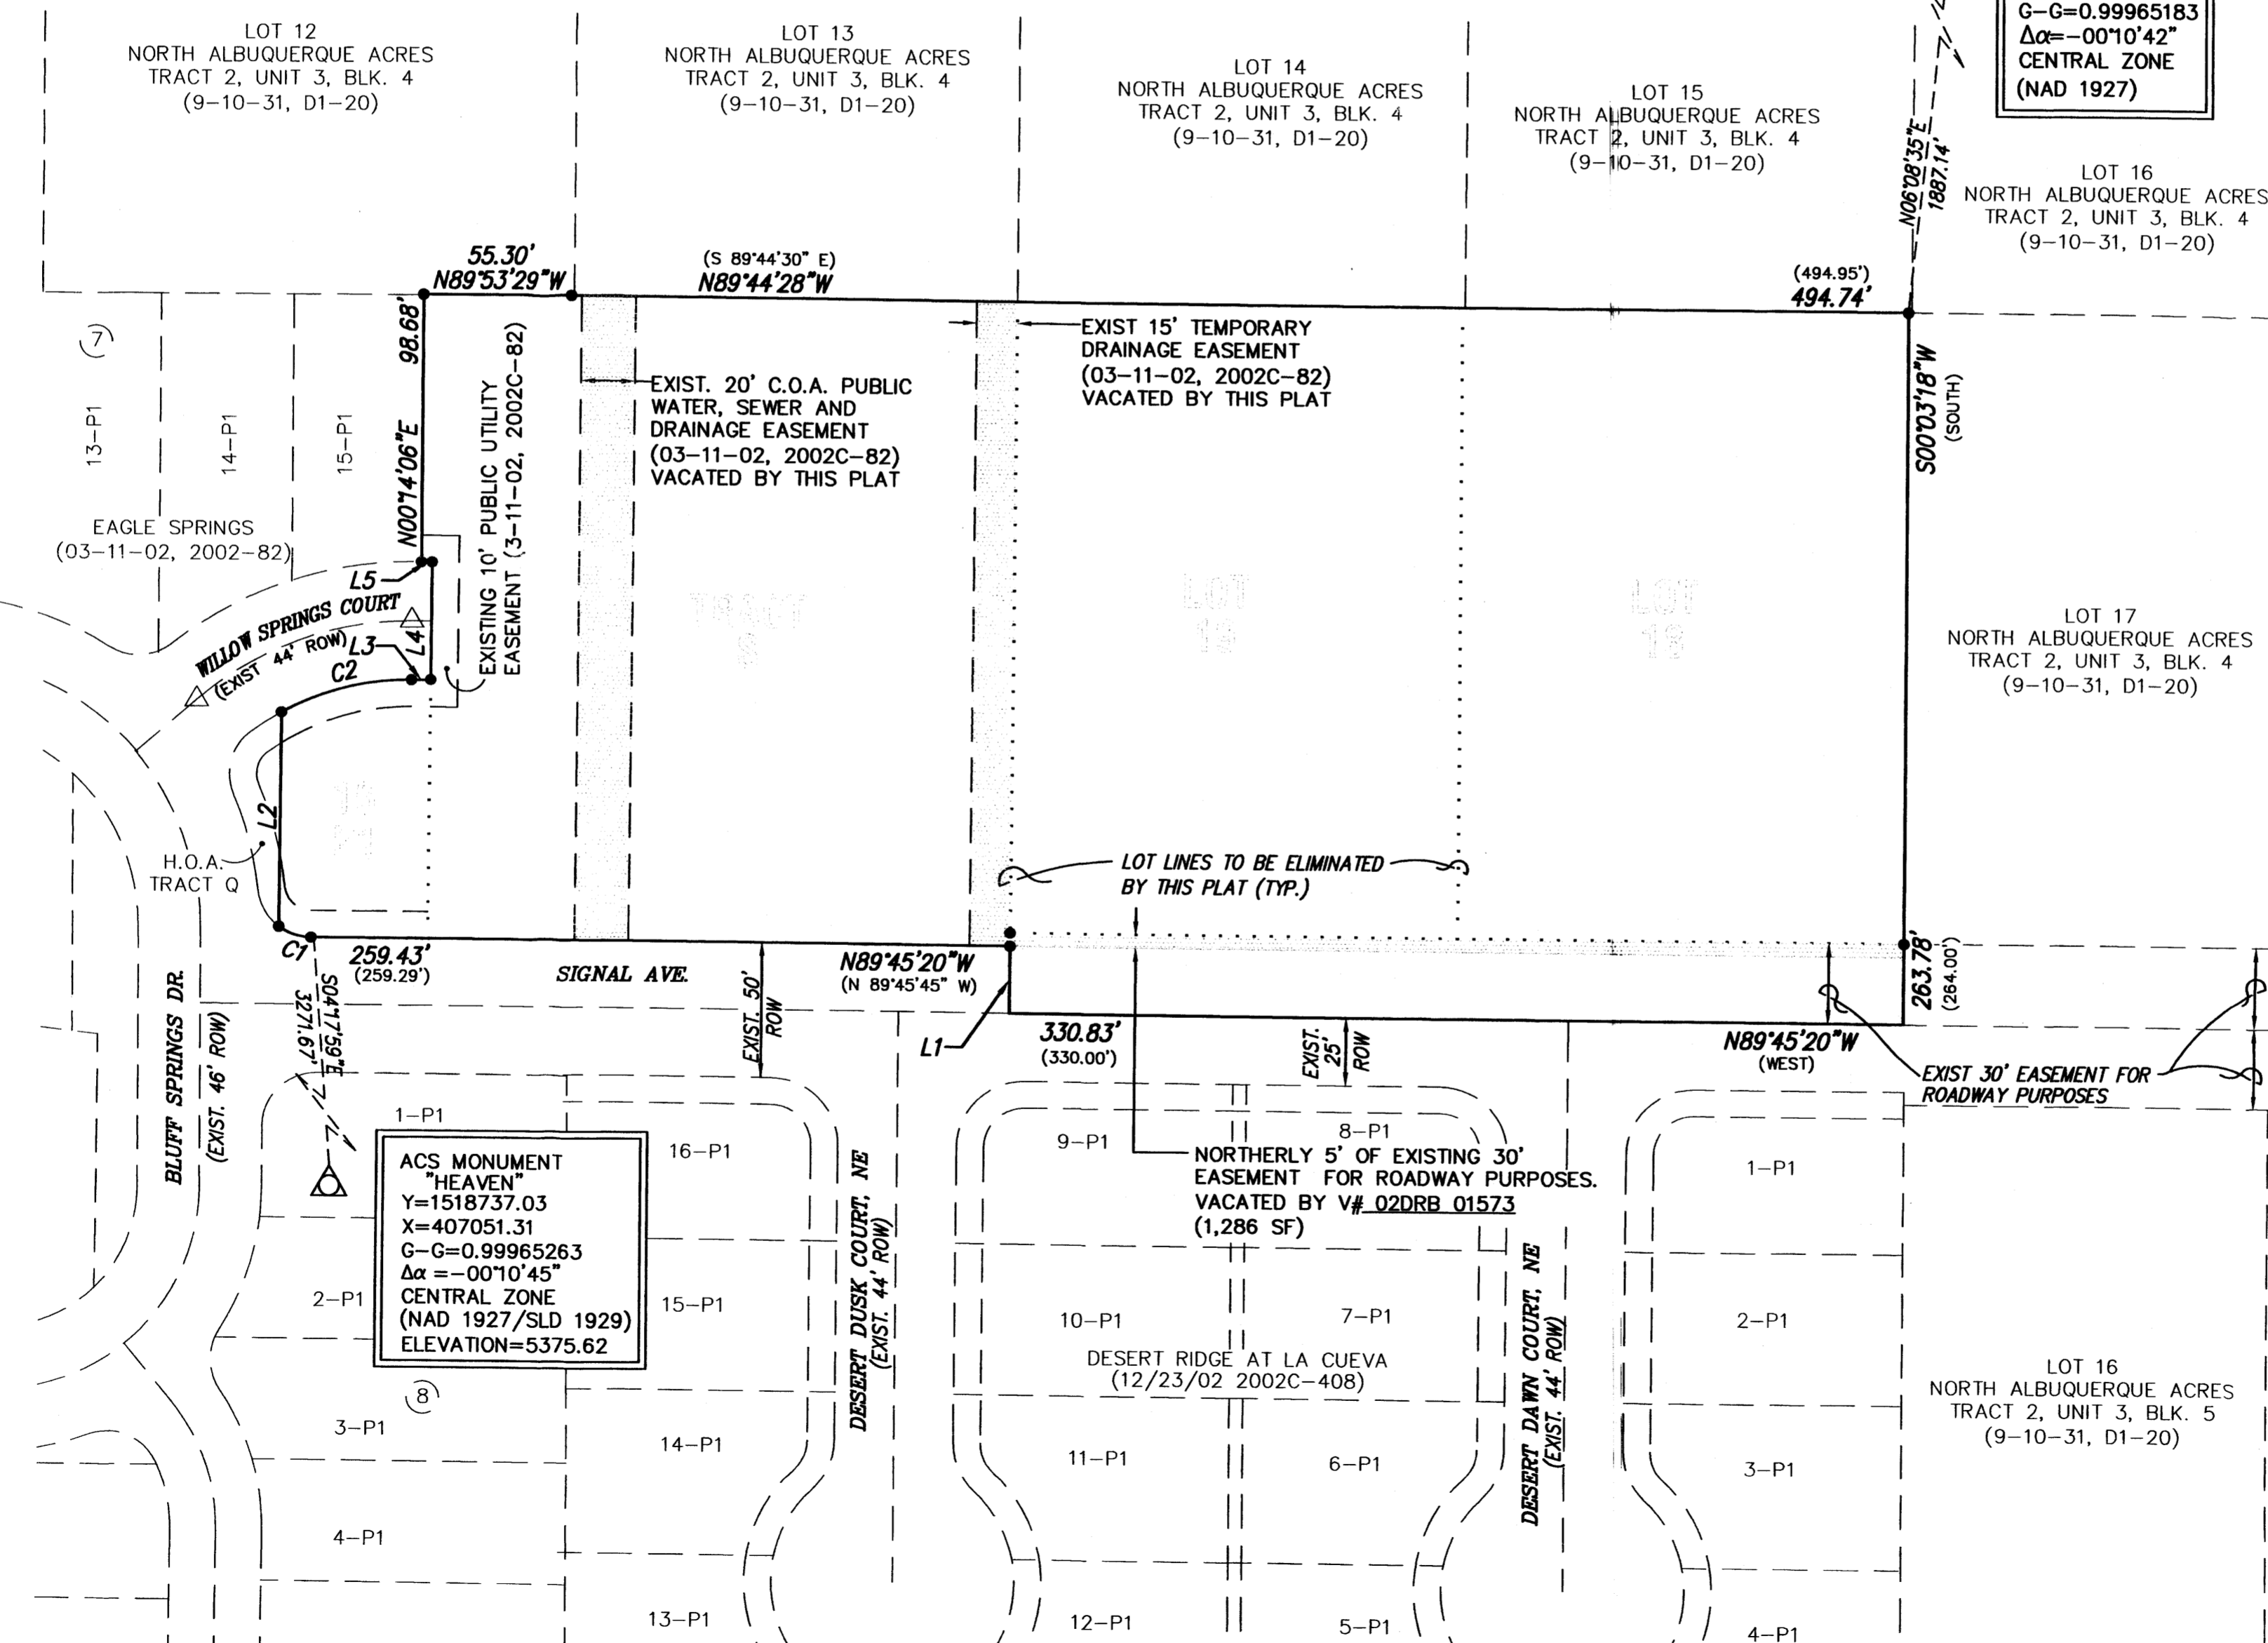 LOT 12
NORTH ALBUQUERQUE ACRES
TRACT 2, UNIT 3, BLK. 4
(9-10-31, D1-20)
LOT 13
NORTH ALBUQUERQUE ACRES
TRACT 2, UNIT 3, BLK. 4
(9-10-31, D1-20)
LOT 14
NORTH ALBUQUERQUE ACRES
TRACT 2, UNIT 3, BLK. 4
(9-10-31, D1-20)
LOT 15
NORTH ALBUQUERQUE ACRES
TRACT 2, UNIT 3, BLK. 4
(9-10-31, D1-20)
G-G=0.99965183
Δα=-00°10'42"
CENTRAL ZONE
(NAD 1927)
N06°08'35"E
1887.14'
LOT 16
NORTH ALBUQUERQUE ACRES
TRACT 2, UNIT 3, BLK. 4
(9-10-31, D1-20)
55.30'
N89°53'29"W
(S 89°44'30" E)
N89°44'28"W
(494.95')
494.74'
7
13-P1
14-P1
15-P1
98.68'
N00°14'06"E
EXISTING 10' PUBLIC UTILITY
EASEMENT (3-11-02, 2002C-82)
EXIST. 20' C.O.A. PUBLIC
WATER, SEWER AND
DRAINAGE EASEMENT
(03-11-02, 2002C-82)
VACATED BY THIS PLAT
EXIST 15' TEMPORARY
DRAINAGE EASEMENT
(03-11-02, 2002C-82)
VACATED BY THIS PLAT
S00°03'18"W
(SOUTH)
EAGLE SPRINGS
(03-11-02, 2002-82)
L5
WILLOW SPRINGS COURT
(EXIST 44' ROW)
L3
L4
C2
TRACT
S
LOT
19
LOT
18
LOT 17
NORTH ALBUQUERQUE ACRES
TRACT 2, UNIT 3, BLK. 4
(9-10-31, D1-20)
L2
H.O.A.
TRACT Q
LOT LINES TO BE ELIMINATED
BY THIS PLAT (TYP.)
C1
259.43'
(259.29')
SIGNAL AVE.
N89°45'20"W
(N 89°45'45" W)
EXIST. 50'
ROW
L1
330.83'
(330.00')
EXIST.
25'
ROW
N89°45'20"W
(WEST)
263.78'
(264.00')
EXIST 30' EASEMENT FOR
ROADWAY PURPOSES
BLUFF SPRINGS DR.
(EXIST. 46' ROW)
S04°17'59"E
3271.67'
1-P1
ACS MONUMENT
"HEAVEN"
Y=1518737.03
X=407051.31
G-G=0.99965263
Δα =-00°10'45"
CENTRAL ZONE
(NAD 1927/SLD 1929)
ELEVATION=5375.62
2-P1
8
3-P1
4-P1
16-P1
15-P1
14-P1
13-P1
DESERT DUSK COURT, NE
(EXIST. 44' ROW)
9-P1
8-P1
NORTHERLY 5' OF EXISTING 30'
EASEMENT FOR ROADWAY PURPOSES.
VACATED BY V# 02DRB 01573
(1,286 SF)
10-P1
7-P1
DESERT RIDGE AT LA CUEVA
(12/23/02 2002C-408)
11-P1
6-P1
12-P1
5-P1
DESERT DAWN COURT, NE
(EXIST. 44' ROW)
1-P1
2-P1
3-P1
4-P1
LOT 16
NORTH ALBUQUERQUE ACRES
TRACT 2, UNIT 3, BLK. 5
(9-10-31, D1-20)